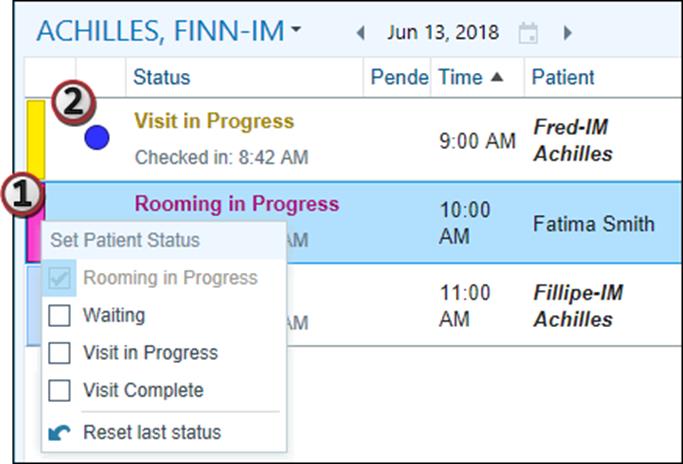 ACHILLES, FINN-IM
Jun 13, 2018
Status Pende Time Patient
2
Visit in Progress
Checked in: 8:42 AM
9:00 AM
Fred-IM
Achilles
1
Rooming in Progress
AM
10:00
AM
Fatima Smith
Set Patient Status
Rooming in Progress
Waiting
Visit in Progress
Visit Complete
Reset last status
AM
11:00
AM
Fillipe-IM
Achilles